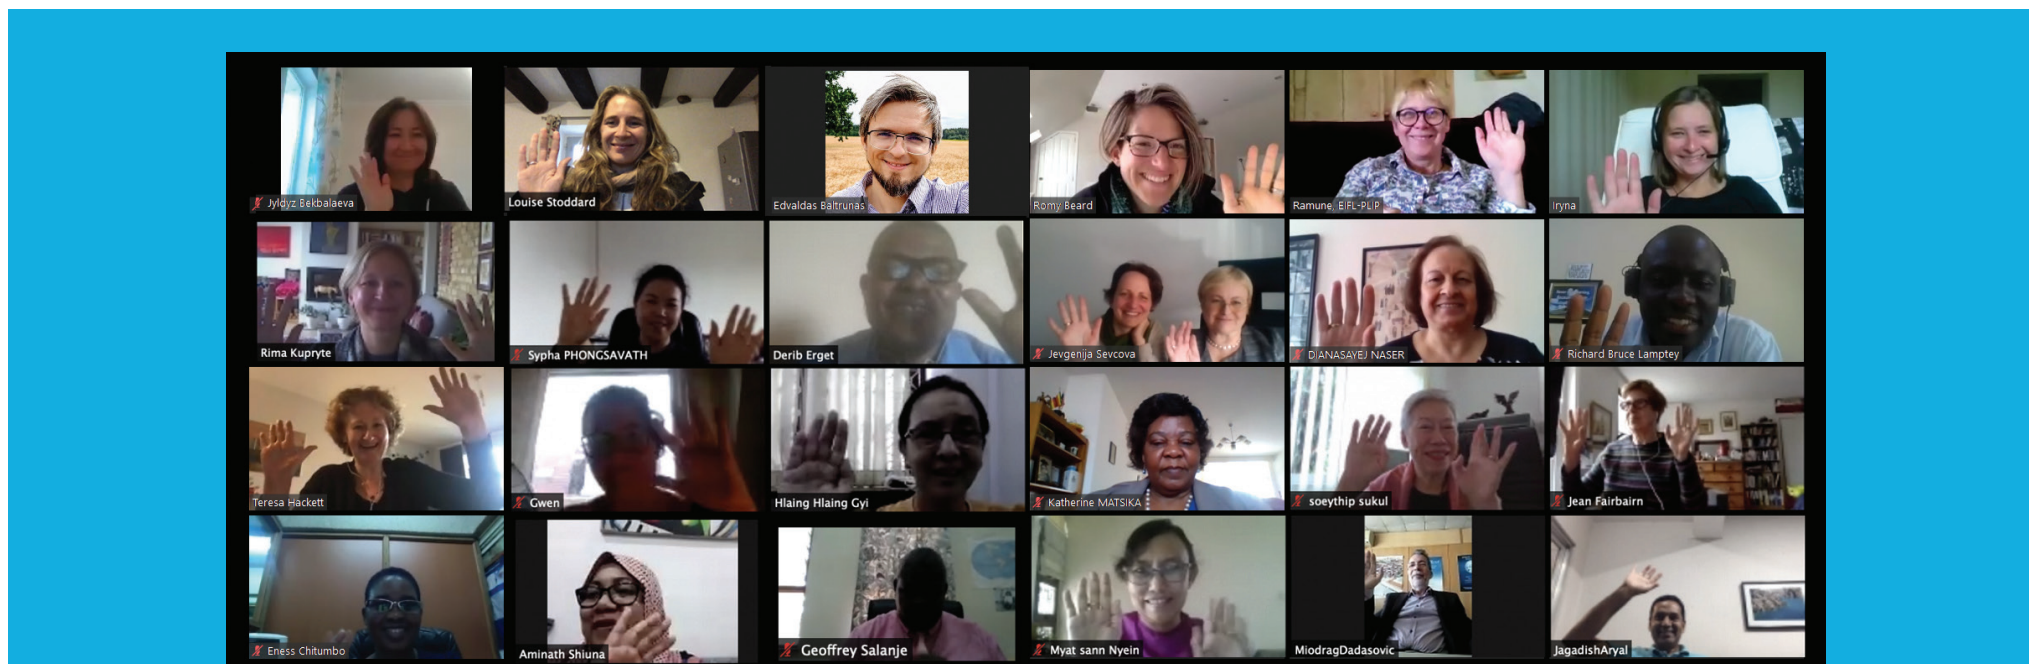 Jyldyz Bekbalaeva
Louise Stoddard
Edvaldas Baltrunas
Romy Beard
Ramune, EIFL-PLIP
Iryna
Rima Kupryte
Sypha PHONGSAVATH
Derib Erget
Jevgenija Sevcova
DIANASAYEJ NASER
Richard Bruce Lamptey
Teresa Hackett
Gwen
Hlaing Hlaing Gyi
Katherine MATSIKA
soeythip sukul
Jean Fairbairn
Eness Chitumbo
Aminath Shiuna
Geoffrey Salanje
Myat sann Nyein
MiodragDadasovic
JagadishAryal